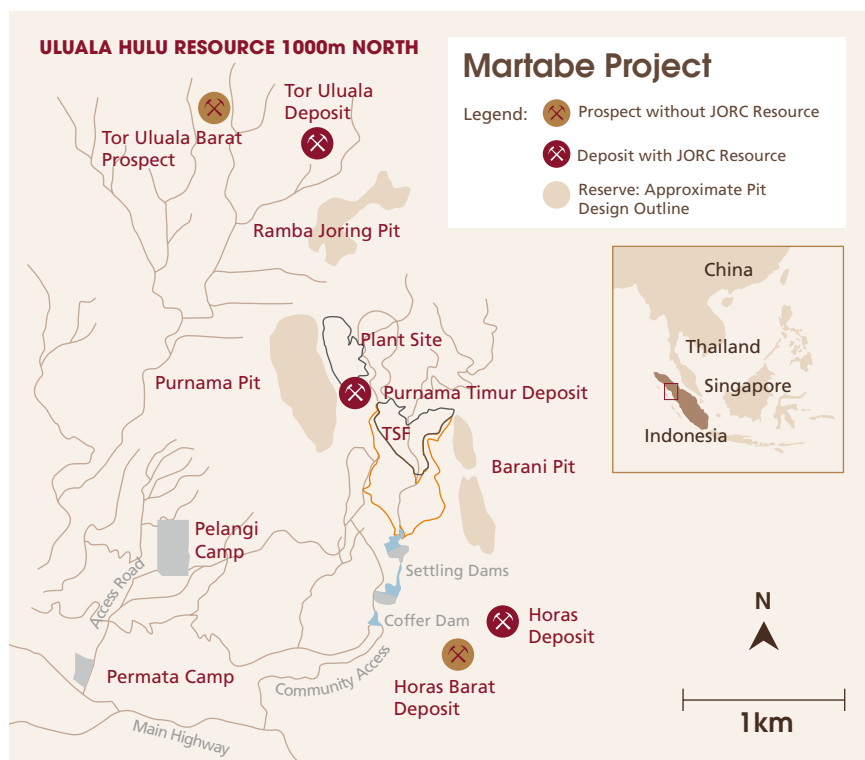 ULUALA HULU RESOURCE 1000m NORTH
Martabe Project
Legend:
Prospect without JORC Resource
Deposit with JORC Resource
Reserve: Approximate Pit
Design Outline
Tor Uluala
Deposit
Tor Uluala Barat
Prospect
Ramba Joring Pit
China
Thailand
Singapore
Indonesia
Plant Site
Purnama Pit
Purnama Timur Deposit
TSF
Barani Pit
Pelangi
Camp
Access Road
Settling Dams
Coffer Dam
Horas
Deposit
Community Access
Permata Camp
Horas Barat
Deposit
Main Highway
N
1km